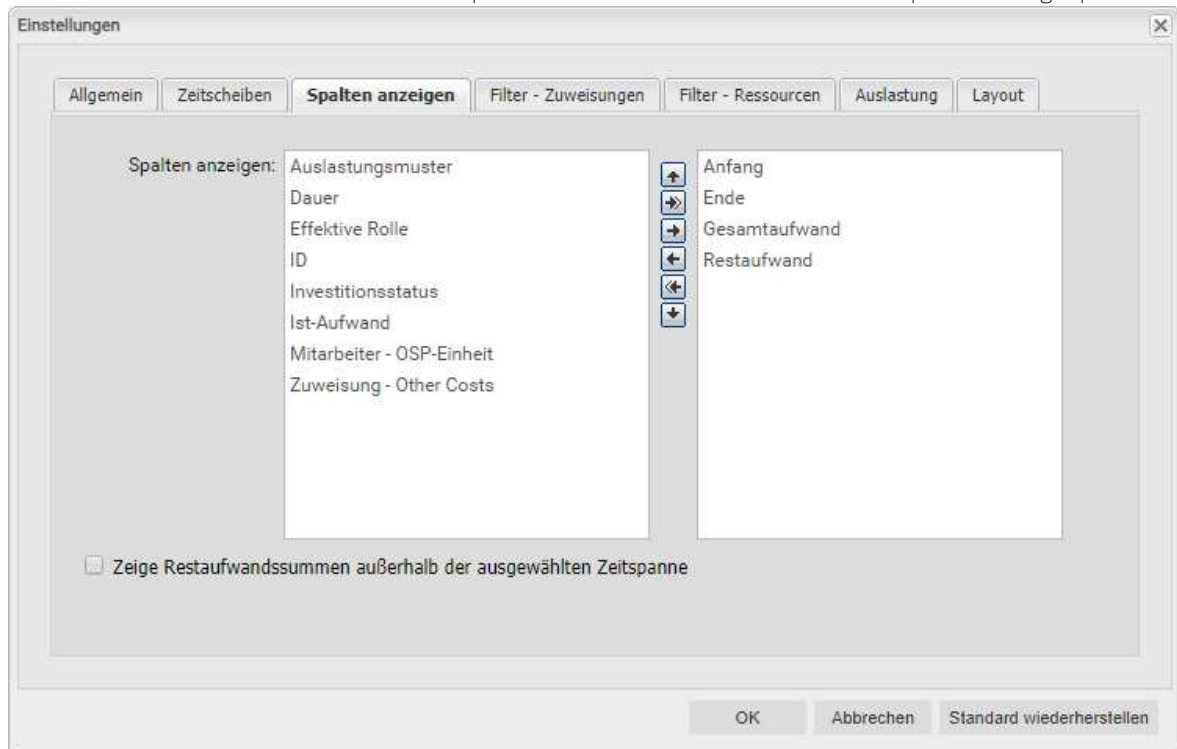 Einstellungen
Allgemein
Zeitscheiben
Spalten anzeigen
Filter - Zuweisungen
Filter - Ressourcen
Auslastung
Layout
Spalten anzeigen:
Auslastungsmuster
Dauer
Effektive Rolle
ID
Investitionsstatus
Ist-Aufwand
Mitarbeiter - OSP-Einheit
Zuweisung - Other Costs
Anfang
Ende
Gesamtaufwand
Restaufwand
Zeige Restaufwandssummen außerhalb der ausgewählten Zeitspanne
OK
Abbrechen
Standard wiederherstellen